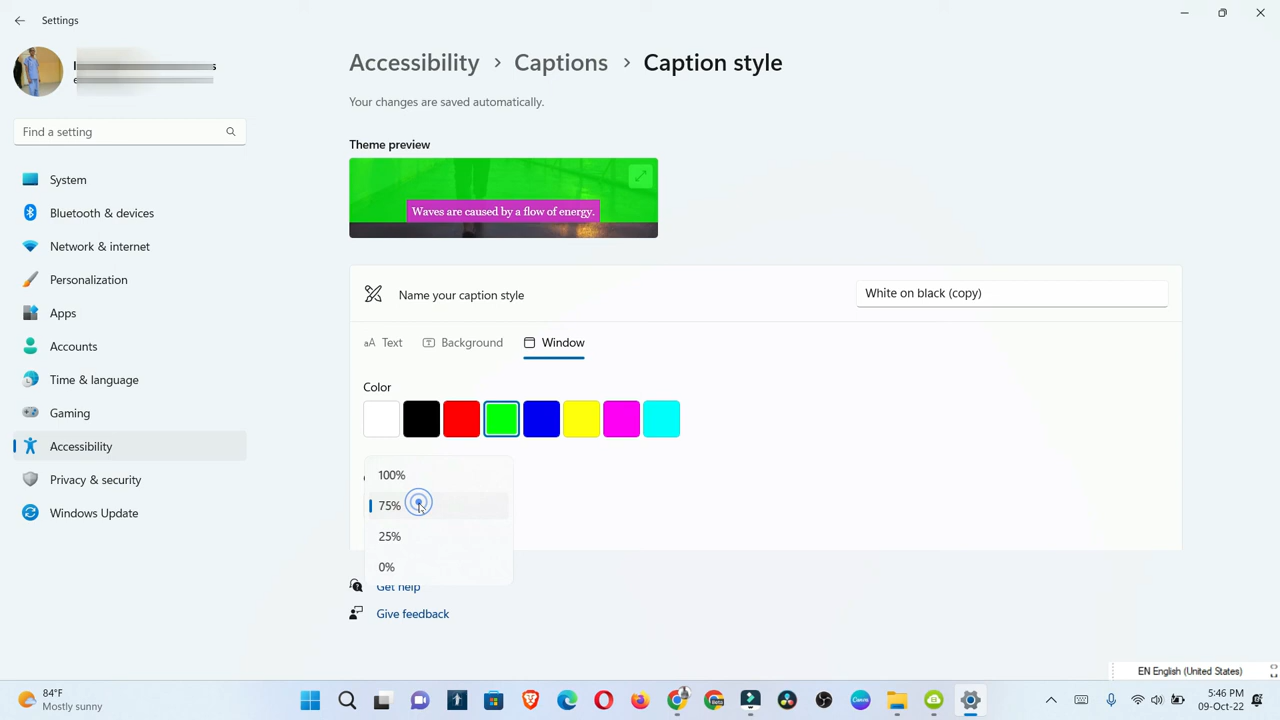 Settings
Find a setting
System
Bluetooth & devices
Network & internet
Personalization
Apps
Accounts
Time & language
Gaming
Accessibility
Privacy & security
Windows Update
Accessibility > Captions > Caption style
Your changes are saved automatically.
Theme preview
Waves are caused by a flow of energy.
Name your caption style
White on black (copy)
aA Text
Background
Window
Color
100%
75%
25%
0%
Get help
Give feedback
EN English (United States)
84°F
Mostly sunny
5:46 PM
09-Oct-22